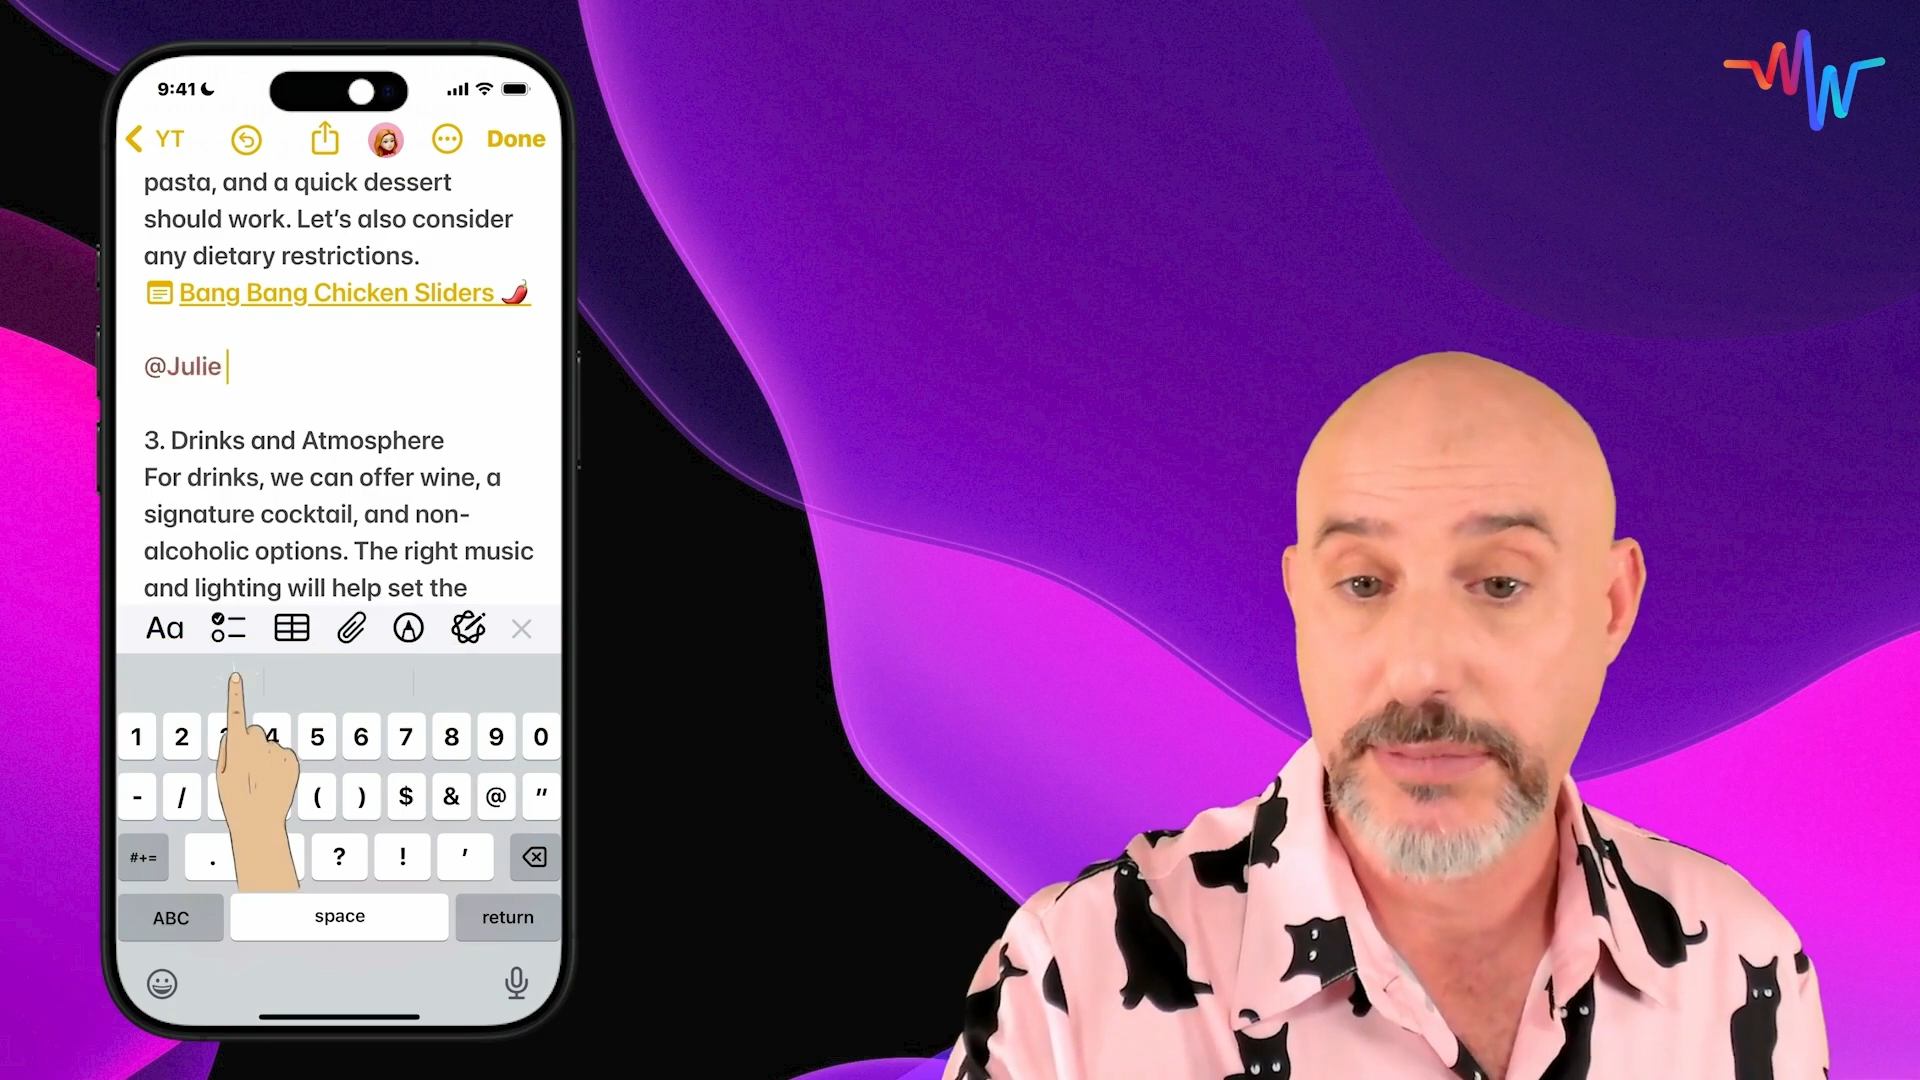 9:41
YT
Done
pasta, and a quick dessert
should work. Let's also consider
any dietary restrictions.
Bang Bang Chicken Sliders 🌶️
@Julie
3. Drinks and Atmosphere
For drinks, we can offer wine, a
signature cocktail, and non-
alcoholic options. The right music
and lighting will help set the
Aa
1 2 3 4 5 6 7 8 9 0
- / ( ) $ & @ "
#+= . ? ! '
ABC space return
MW